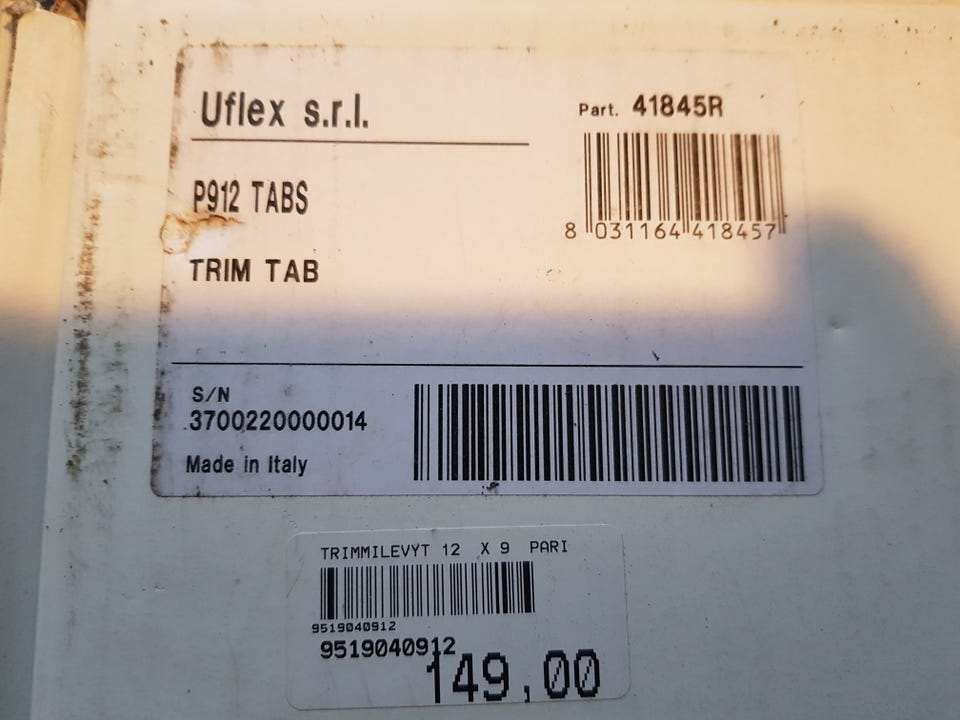 Uflex s.r.l.
Part. 41845R
8 031164 418457
P912 TABS
TRIM TAB
S/N
3700220000014
Made in Italy
TRIMMILEVYT 12 X 9 PARI
9519040912
9519040912
149,00